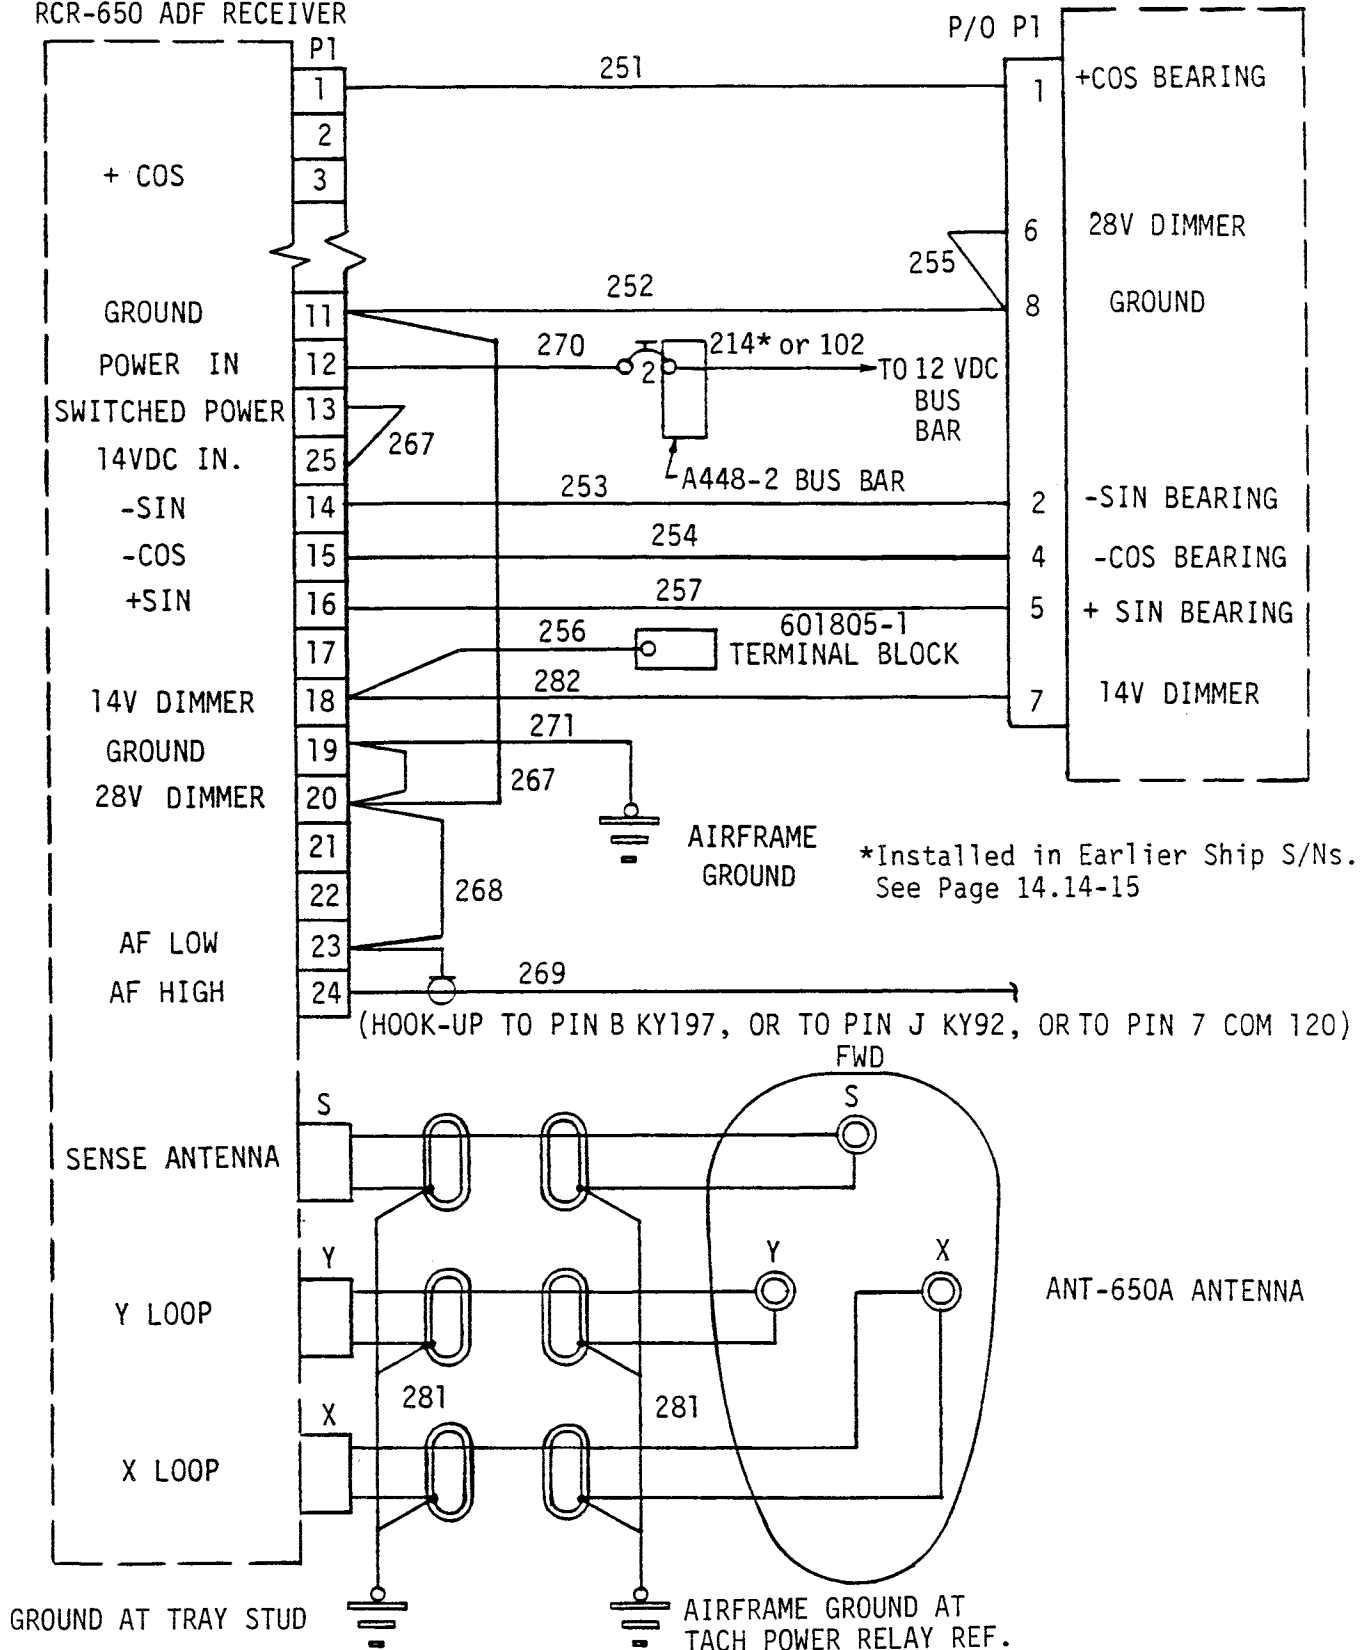 RCR-650 ADF RECEIVER
P1
P/O P1
1
251
1
+COS BEARING
2
+ COS
3
6
28V DIMMER
255
GROUND
11
252
8
GROUND
POWER IN
12
270
2
214* or 102
TO 12 VDC
BUS
BAR
SWITCHED POWER
13
267
14VDC IN.
25
A448-2 BUS BAR
-SIN
14
253
2
-SIN BEARING
-COS
15
254
4
-COS BEARING
+SIN
16
257
5
+ SIN BEARING
17
256
601805-1
TERMINAL BLOCK
14V DIMMER
18
282
7
14V DIMMER
GROUND
19
271
28V DIMMER
20
267
AIRFRAME
GROUND
21
*Installed in Earlier Ship S/Ns.
See Page 14.14-15
22
268
AF LOW
23
AF HIGH
24
269
(HOOK-UP TO PIN B KY197, OR TO PIN J KY92, OR TO PIN 7 COM 120)
FWD
S
S
SENSE ANTENNA
Y
Y
X
Y LOOP
ANT-650A ANTENNA
281
281
X
X LOOP
GROUND AT TRAY STUD
AIRFRAME GROUND AT
TACH POWER RELAY REF.